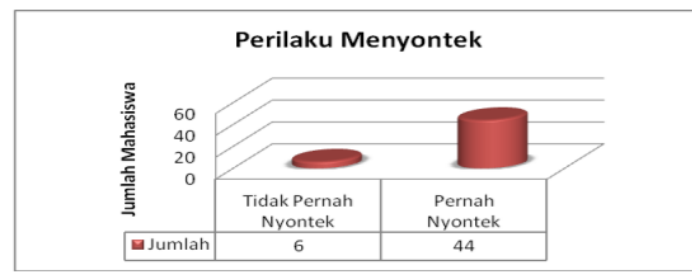 Perilaku Menyontek
Jumlah Mahasiswa
60
40
20
0
Tidak Pernah Nyontek
Pernah Nyontek
Jumlah
6
44